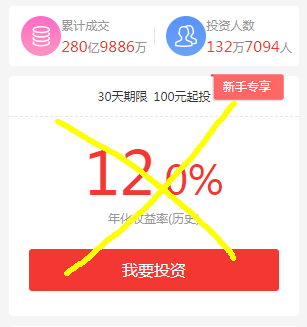 累计成交
280亿9886万
投资人数
132万7094人
新手专享
30天期限 100元起投
12.0%
年化收益率(历史)
我要投资